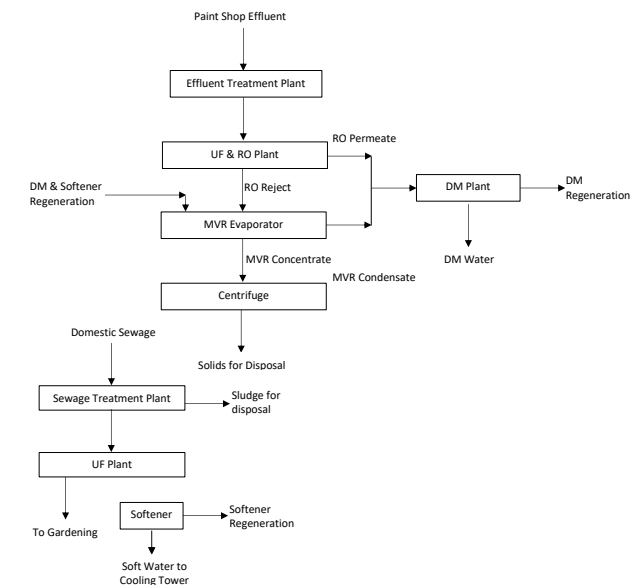 Paint Shop Effluent
Effluent Treatment Plant
RO Permeate
UF & RO Plant
DM Plant
DM
Regeneration
DM & Softener
Regeneration
RO Reject
MVR Evaporator
DM Water
MVR Concentrate
MVR Condensate
Centrifuge
Domestic Sewage
Solids for Disposal
Sewage Treatment Plant
Sludge for
disposal
UF Plant
Softener
Softener
Regeneration
To Gardening
Soft Water to
Cooling Tower